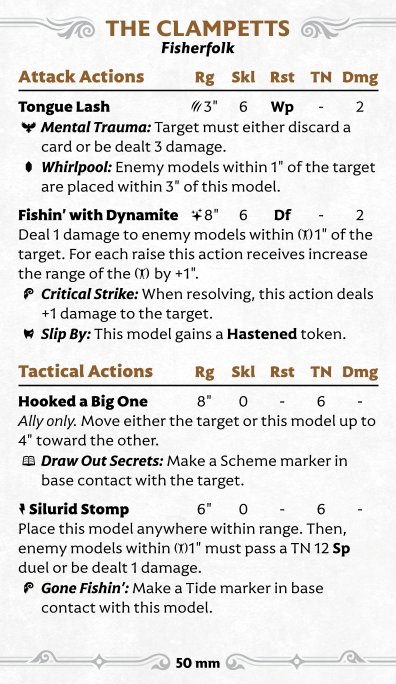 THE CLAMPETTS
Fisherfolk
Attack Actions Rg Skl Rst TN Dmg
Tongue Lash 3" 6 Wp - 2
Mental Trauma: Target must either discard a
card or be dealt 3 damage.
Whirlpool: Enemy models within 1" of the target
are placed within 3" of this model.
Fishin' with Dynamite 8" 6 Df - 2
Deal 1 damage to enemy models within 1" of the
target. For each raise this action receives increase
the range of the by +1".
Critical Strike: When resolving, this action deals
+1 damage to the target.
Slip By: This model gains a Hastened token.
Tactical Actions Rg Skl Rst TN Dmg
Hooked a Big One 8" 0 - 6 -
Ally only. Move either the target or this model up to
4" toward the other.
Draw Out Secrets: Make a Scheme marker in
base contact with the target.
Silurid Stomp 6" 0 - 6 -
Place this model anywhere within range. Then,
enemy models within 1" must pass a TN 12 Sp
duel or be dealt 1 damage.
Gone Fishin': Make a Tide marker in base
contact with this model.
50 mm